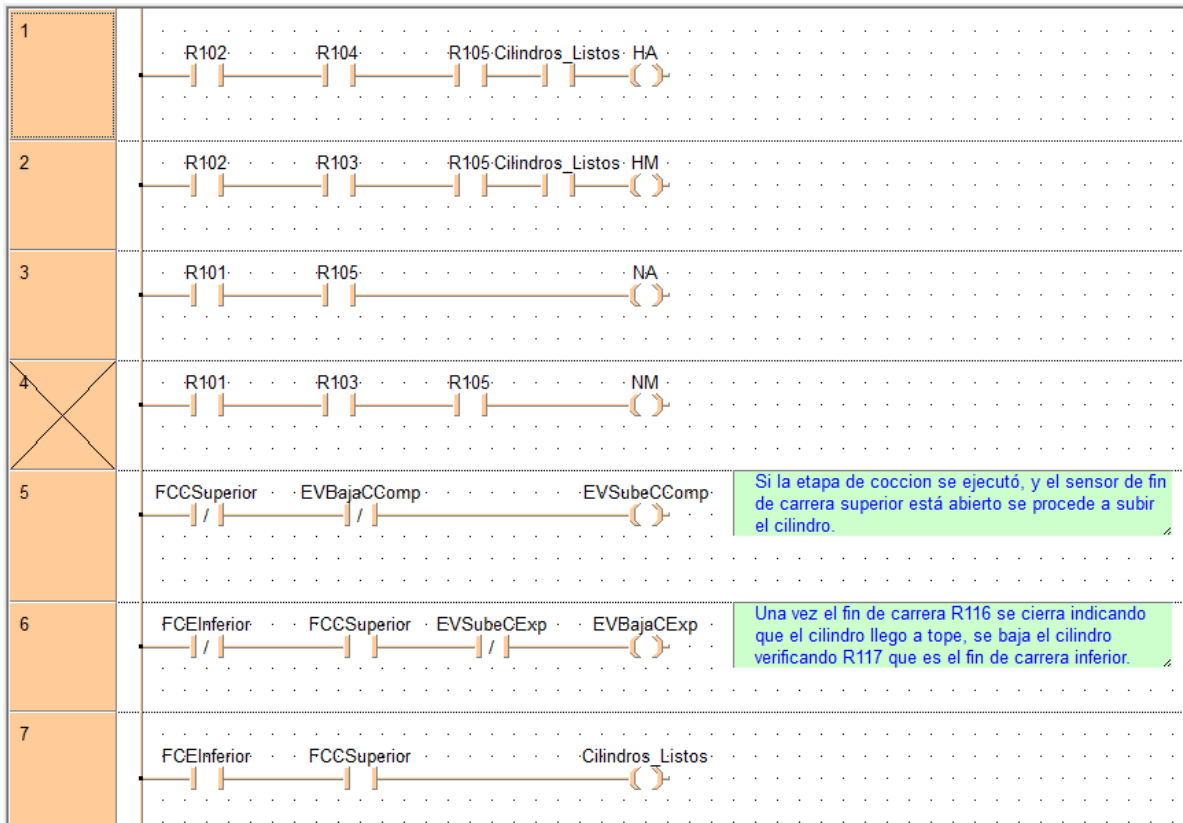 1
R102 R104 R105 Cilindros_Listos HA
2
R102 R103 R105 Cilindros_Listos HM
3
R101 R105 NA
4
R101 R103 R105 NM
5
FCCSuperior EVBajaCComp EVSubeCComp
Si la etapa de coccion se ejecutó, y el sensor de fin
de carrera superior está abierto se procede a subir
el cilindro.
6
FCEInferior FCCSuperior EVSubeCExp EVBajaCExp
Una vez el fin de carrera R116 se cierra indicando
que el cilindro llego a tope, se baja el cilindro
verificando R117 que es el fin de carrera inferior.
7
FCEInferior FCCSuperior Cilindros_Listos